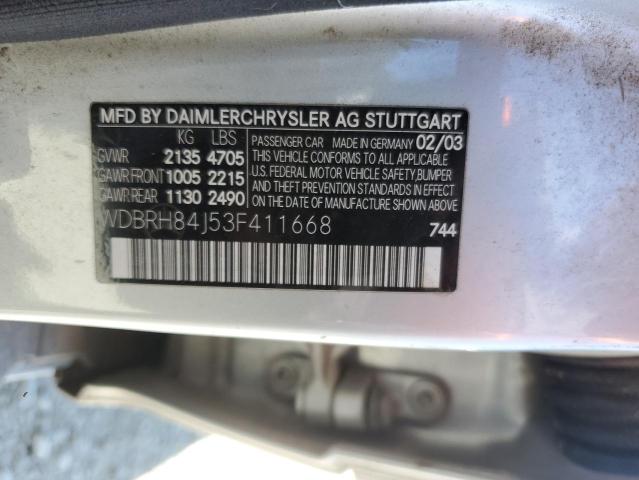 MFD BY DAIMLERCHRYSLER AG STUTTGART
KG LBS
GVWR 2135 4705
GAWR FRONT 1005 2215
GAWR REAR 1130 2490
PASSENGER CAR MADE IN GERMANY 02/03
THIS VEHICLE CONFORMS TO ALL APPLICABLE
U.S. FEDERAL MOTOR VEHICLE SAFETY,BUMPER
AND THEFT PREVENTION STANDARDS IN EFFECT
ON THE DATE OF MANUFACTURE SHOWN ABOVE.
WDBRH84J53F411668
744